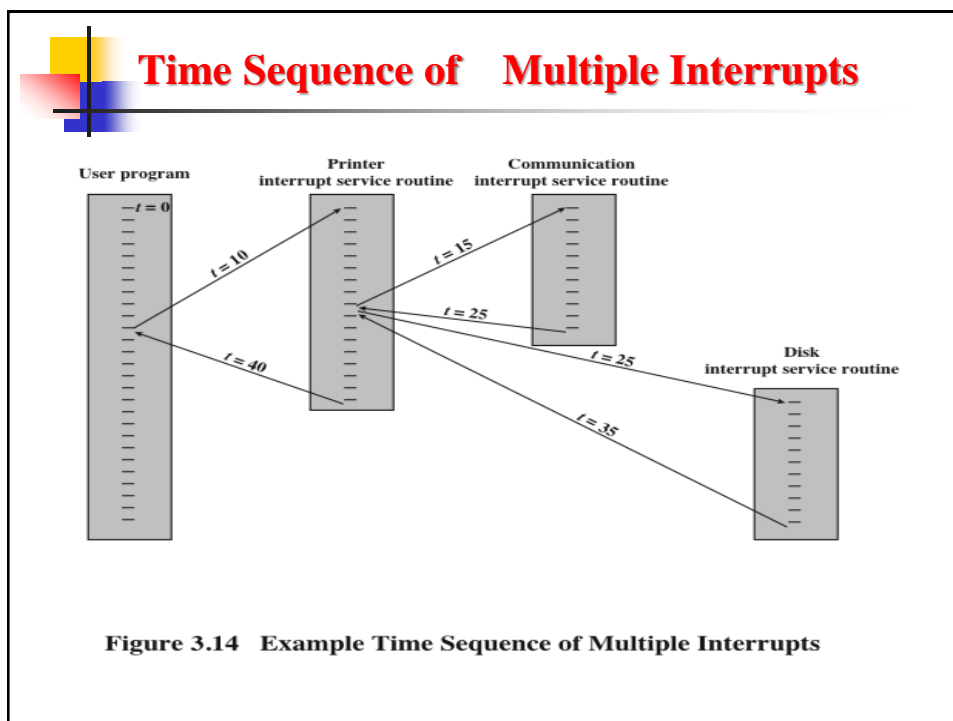 Time Sequence of Multiple Interrupts
User program
Printer
interrupt service routine
Communication
interrupt service routine
t = 0
t = 10
t = 15
t = 25
t = 25
t = 40
t = 35
Disk
interrupt service routine
Figure 3.14 Example Time Sequence of Multiple Interrupts